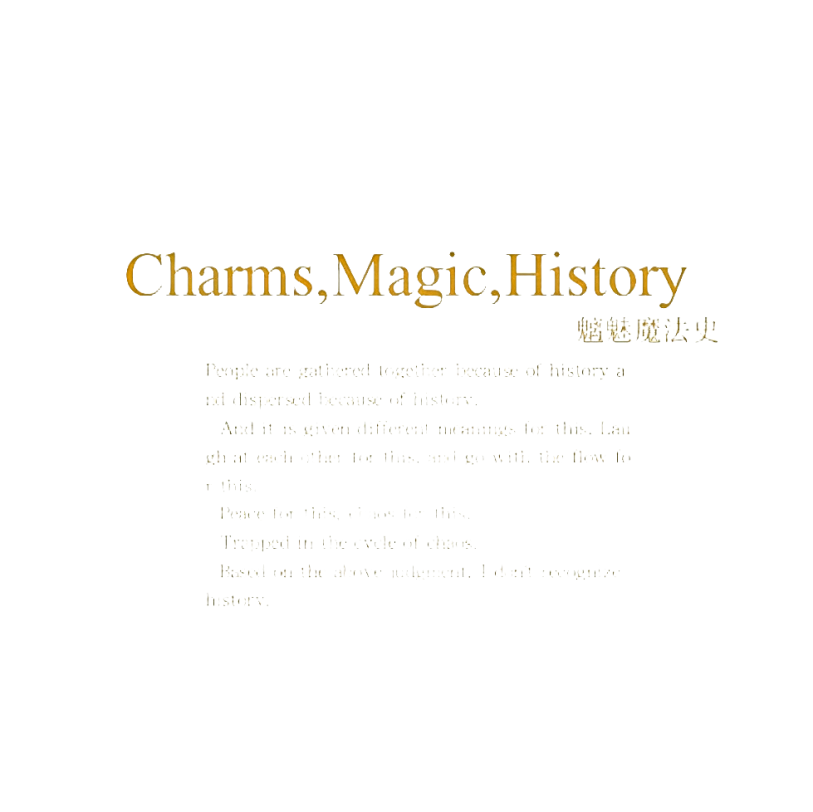 Charms,Magic,History
魑魅魔法史
People are gathered together because of history a
nd dispersed because of history.
And it is given different meanings for this. Lau
gh at each other for this, and go with the flow fo
r this.
Peace for this, chaos for this.
Trapped in the cycle of chaos.
Based on the above judgment, I don't recognize
history.